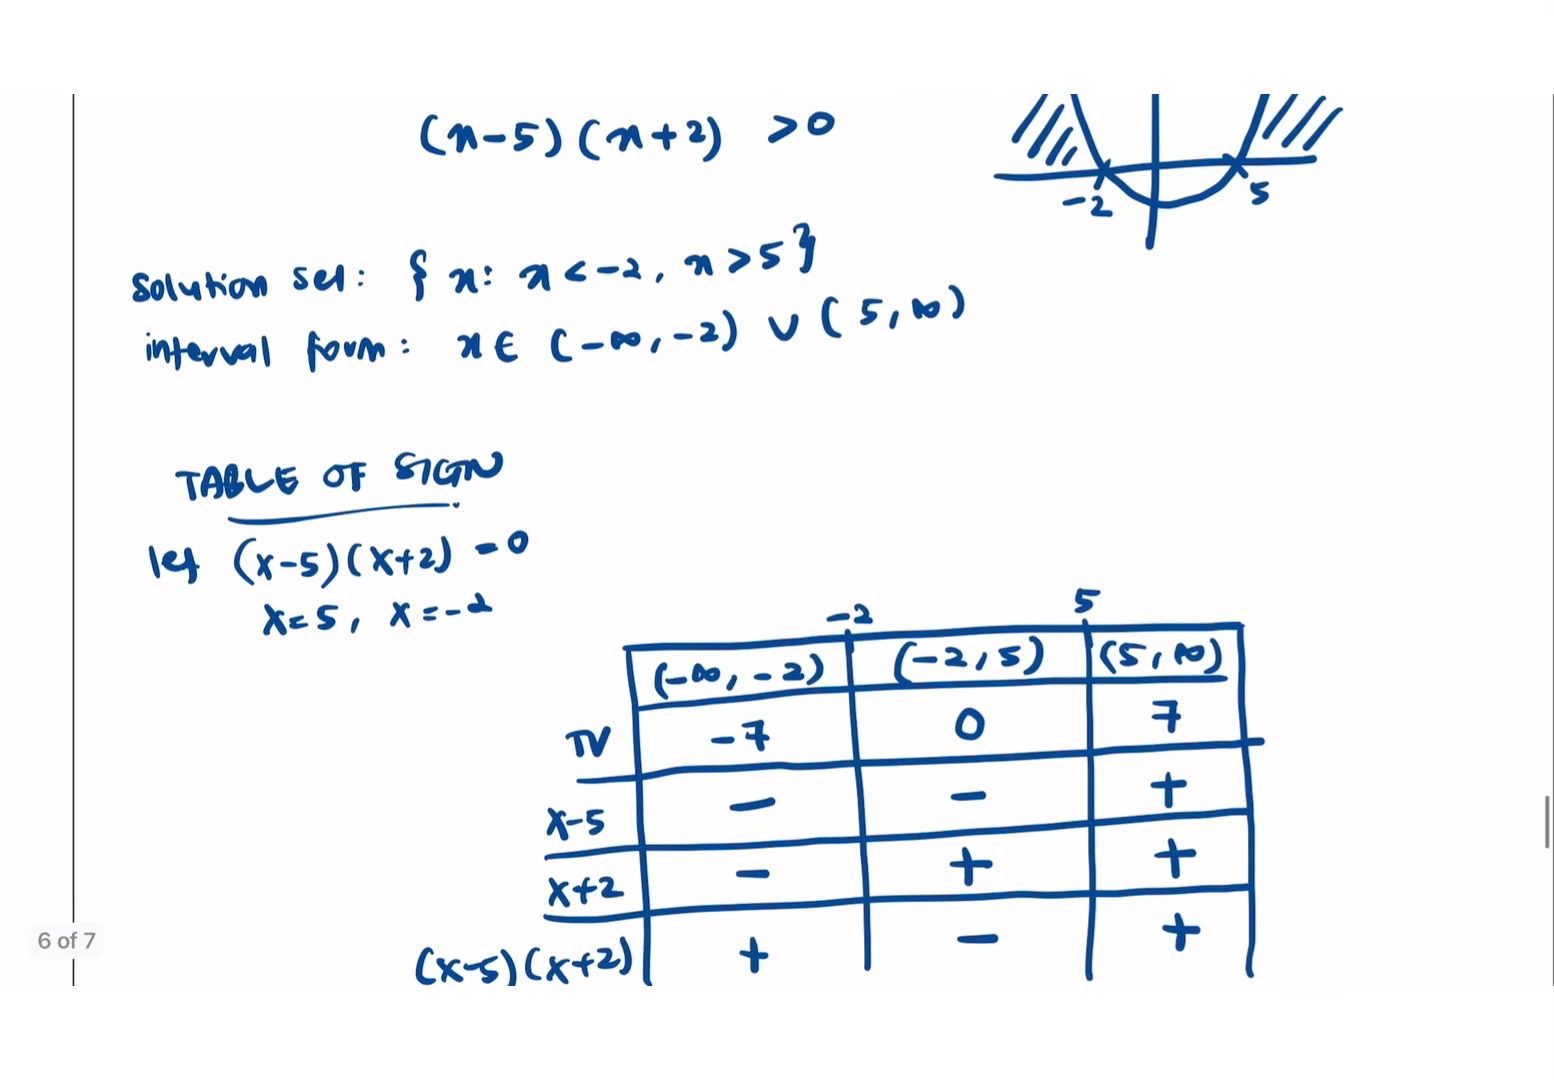 (x-5)(x+2) >0
-2 5
solution set: { x: x < -2, x > 5 }
interval form: x ∈ (-∞, -2) ∪ (5, ∞)
TABLE OF SIGN
let (x-5)(x+2) = 0
x = 5, x = -2
-2 5
(-∞, -2) (-2, 5) (5, ∞)
TV -7 0 7
x-5 - - +
x+2 - + +
(x-5)(x+2) + - +
6 of 7